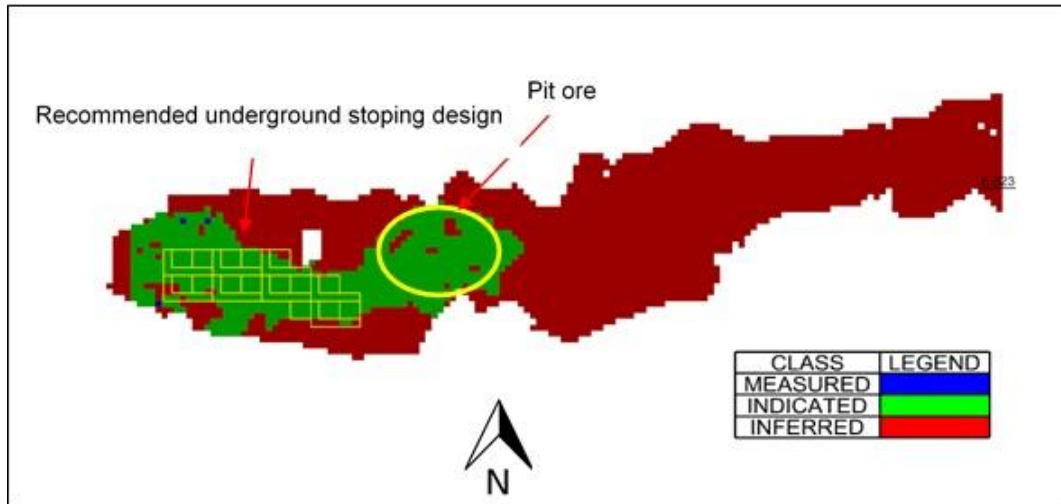 Pit ore
Recommended underground stoping design
CLASS LEGEND
MEASURED
INDICATED
INFERRED
N